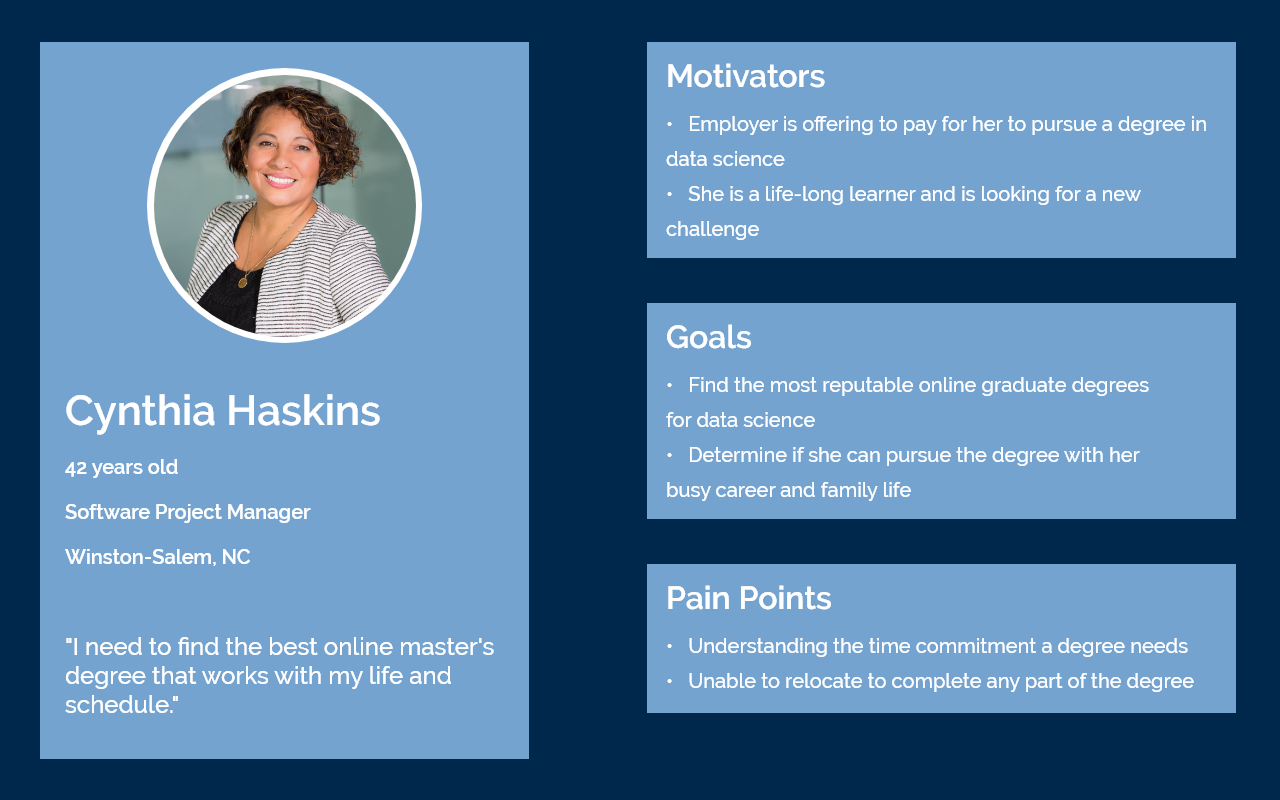 Cynthia Haskins
42 years old
Software Project Manager
Winston-Salem, NC
"I need to find the best online master's
degree that works with my life and
schedule."
Motivators
• Employer is offering to pay for her to pursue a degree in
data science
• She is a life-long learner and is looking for a new
challenge
Goals
• Find the most reputable online graduate degrees
for data science
• Determine if she can pursue the degree with her
busy career and family life
Pain Points
• Understanding the time commitment a degree needs
• Unable to relocate to complete any part of the degree